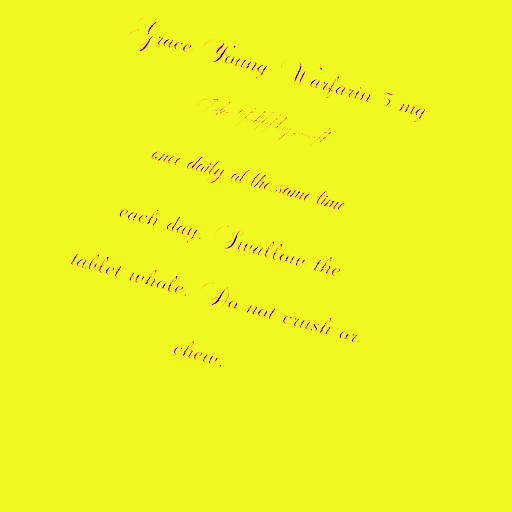 Grace Young Warfarin 5 mg
once daily at the same time
each day. Swallow the
tablet whole. Do not crush or
chew.